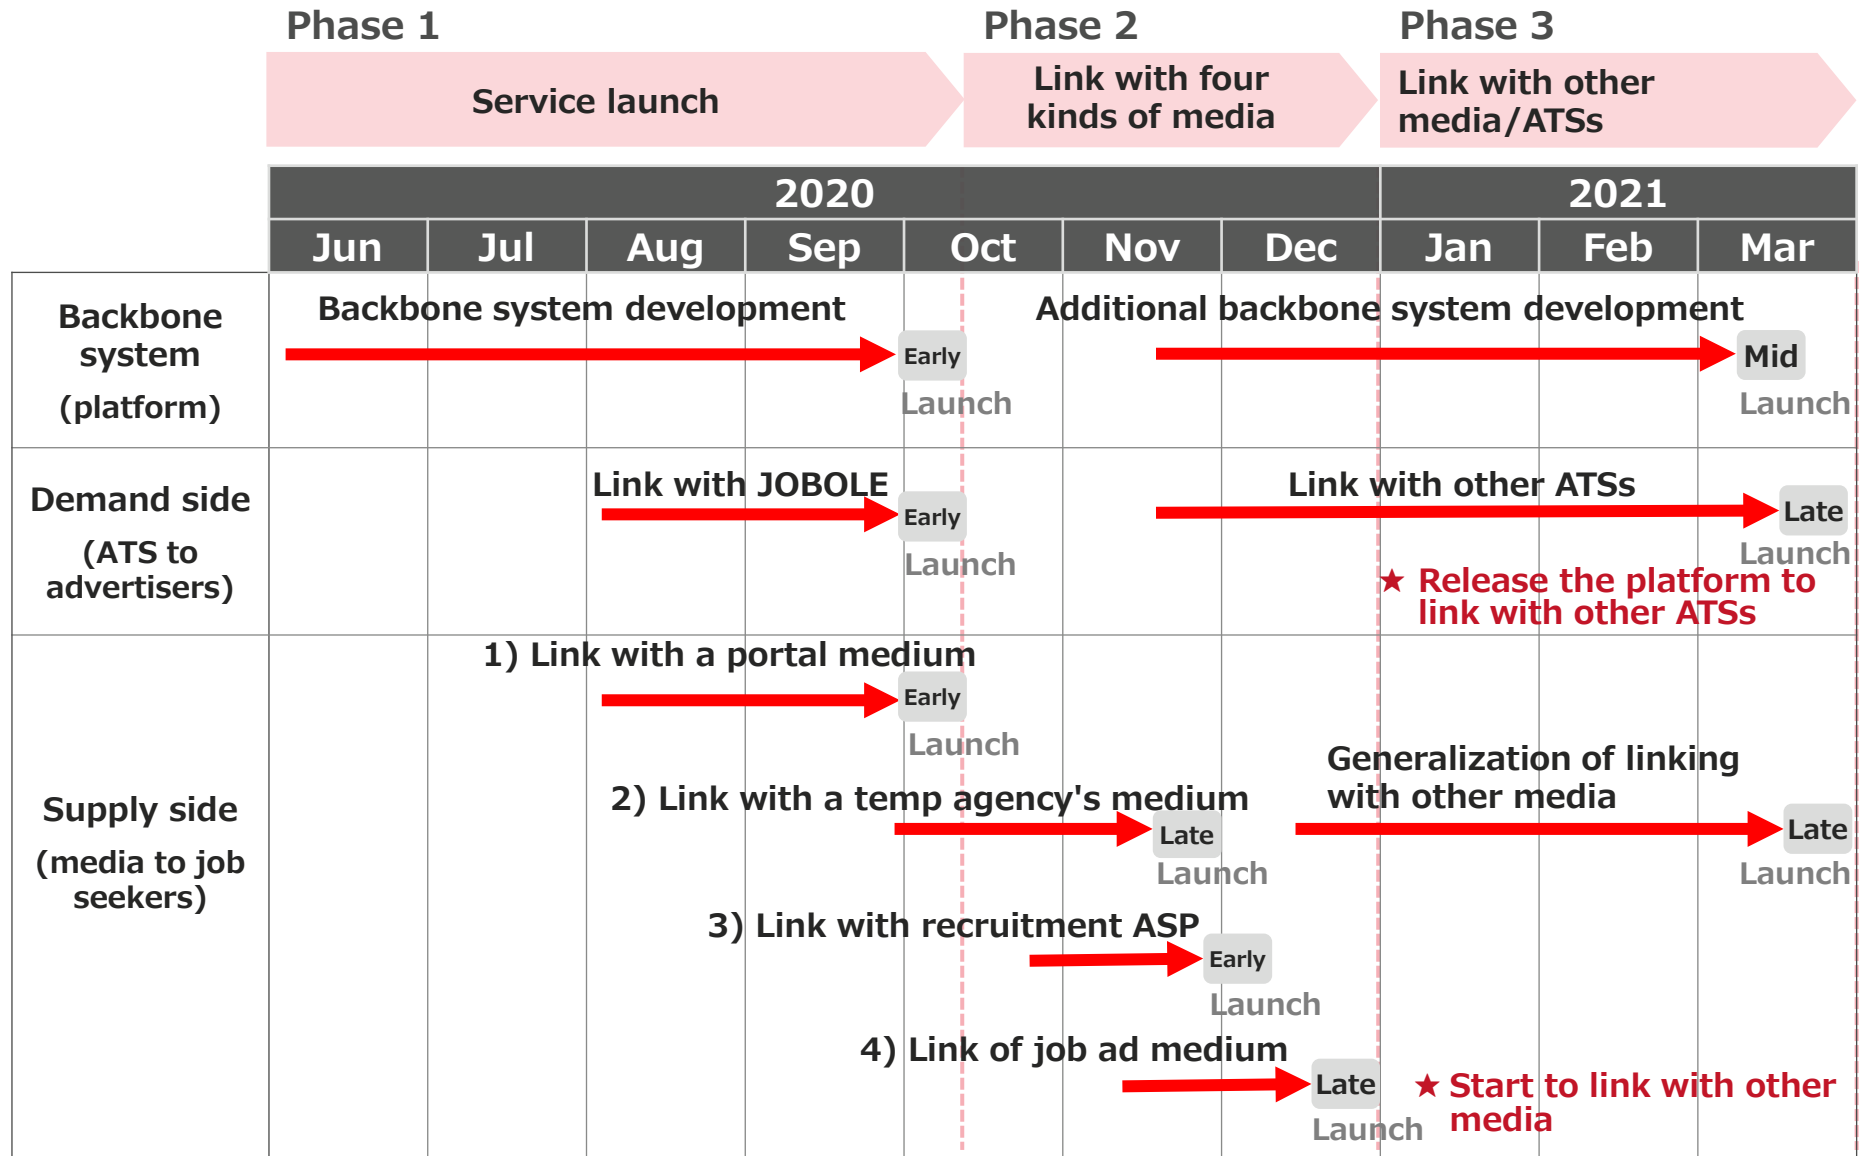 Phase 1
Phase 2
Phase 3
Service launch
Link with four
kinds of media
Link with other
media/ATSs
2020
2021
Jun
Jul
Aug
Sep
Oct
Nov
Dec
Jan
Feb
Mar
Backbone
system
(platform)
Backbone system development
Early
Launch
Additional backbone system development
Mid
Launch
Demand side
(ATS to
advertisers)
Link with JOBOLE
Early
Launch
Link with other ATSs
Late
Launch
★ Release the platform to
link with other ATSs
Supply side
(media to job
seekers)
1) Link with a portal medium
Early
Launch
2) Link with a temp agency's medium
Late
Launch
Generalization of linking
with other media
Late
Launch
3) Link with recruitment ASP
Early
Launch
4) Link of job ad medium
Late
Launch
★ Start to link with other
media